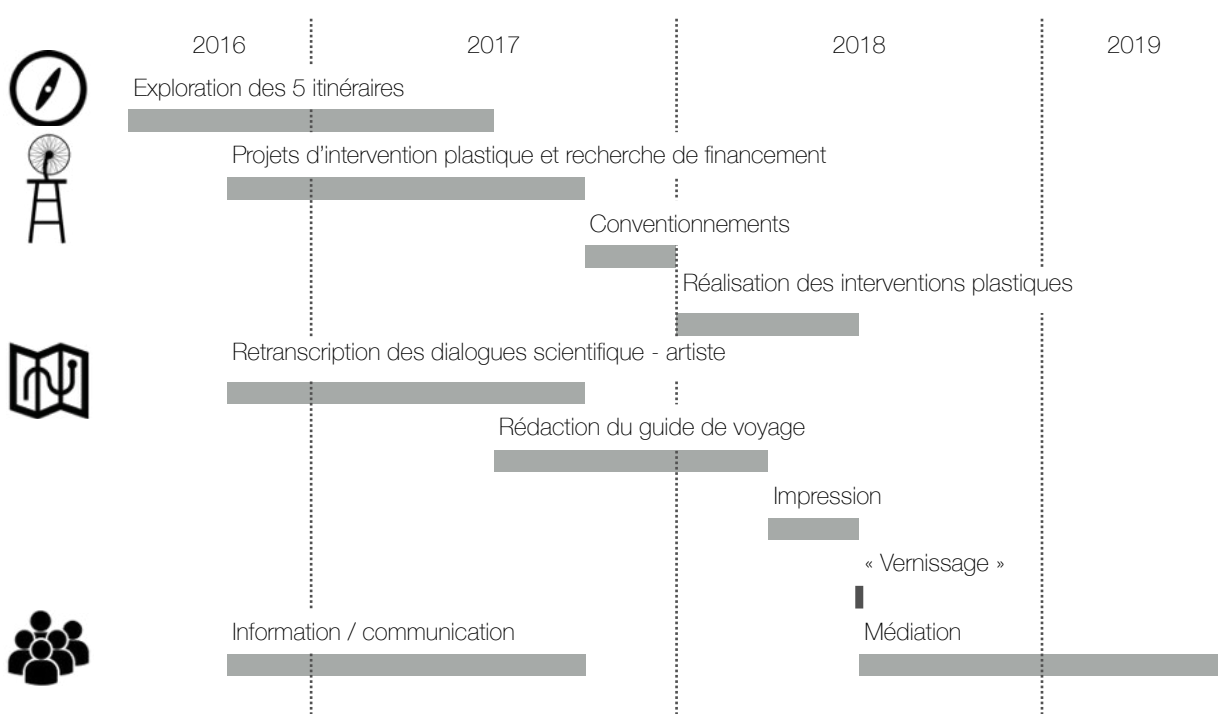 2016
2017
2018
2019
Exploration des 5 itinéraires
Projets d'intervention plastique et recherche de financement
Conventionnements
Réalisation des interventions plastiques
Retranscription des dialogues scientifique - artiste
Rédaction du guide de voyage
Impression
« Vernissage »
Information / communication
Médiation